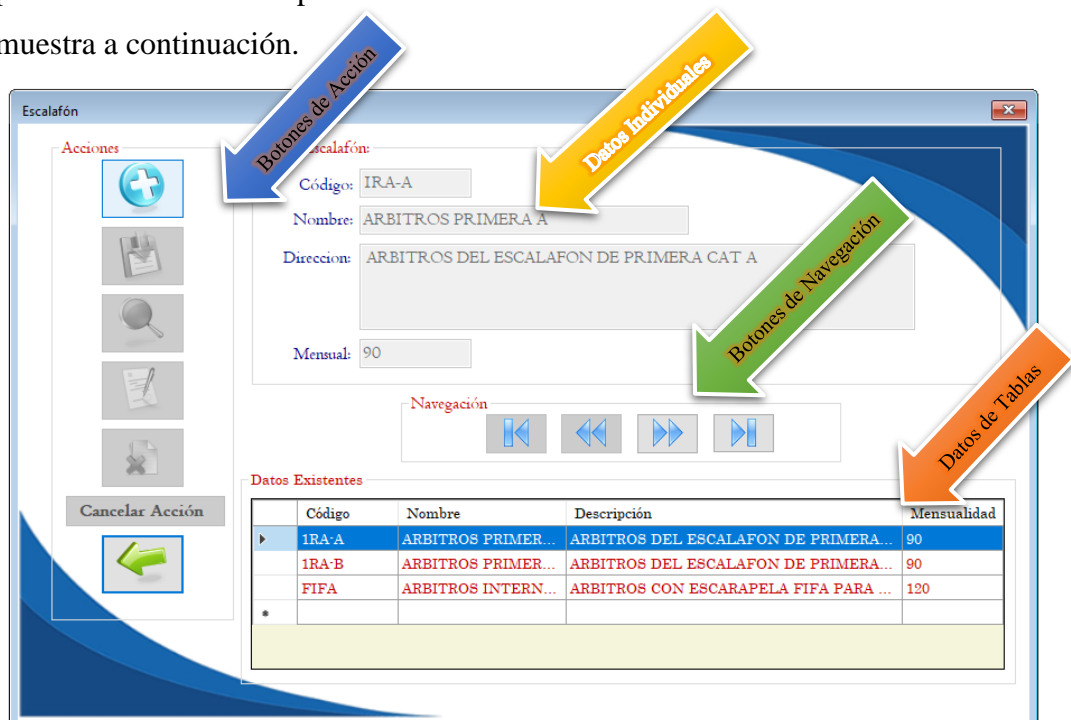 muestra a continuación.
Botones de Acción
Datos Individuales
Escalafón
Acciones
Escalafón:
Código: IRA-A
Nombre: ARBITROS PRIMERA A
Direccion: ARBITROS DEL ESCALAFON DE PRIMERA CAT A
Botones de Navegación
Mensual: 90
Datos de Tablas
Navegación
Datos Existentes
Cancelar Acción
Código Nombre Descripción Mensualidad
1RA-A ARBITROS PRIMER... ARBITROS DEL ESCALAFON DE PRIMERA... 90
1RA-B ARBITROS PRIMER... ARBITROS DEL ESCALAFON DE PRIMERA... 90
FIFA ARBITROS INTERN... ARBITROS CON ESCARAPELA FIFA PARA ... 120